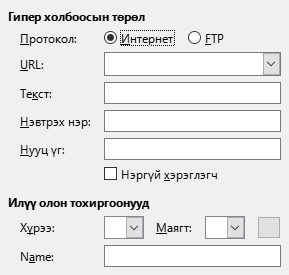 Гипер холбоосын төрөл
Протокол: Интернет FTP
URL:
Текст:
Нэвтрэх нэр:
Нууц үг:
Нэргүй хэрэглэгч
Илүү олон тохиргоонууд
Хүрээ: Маягт:
Name: